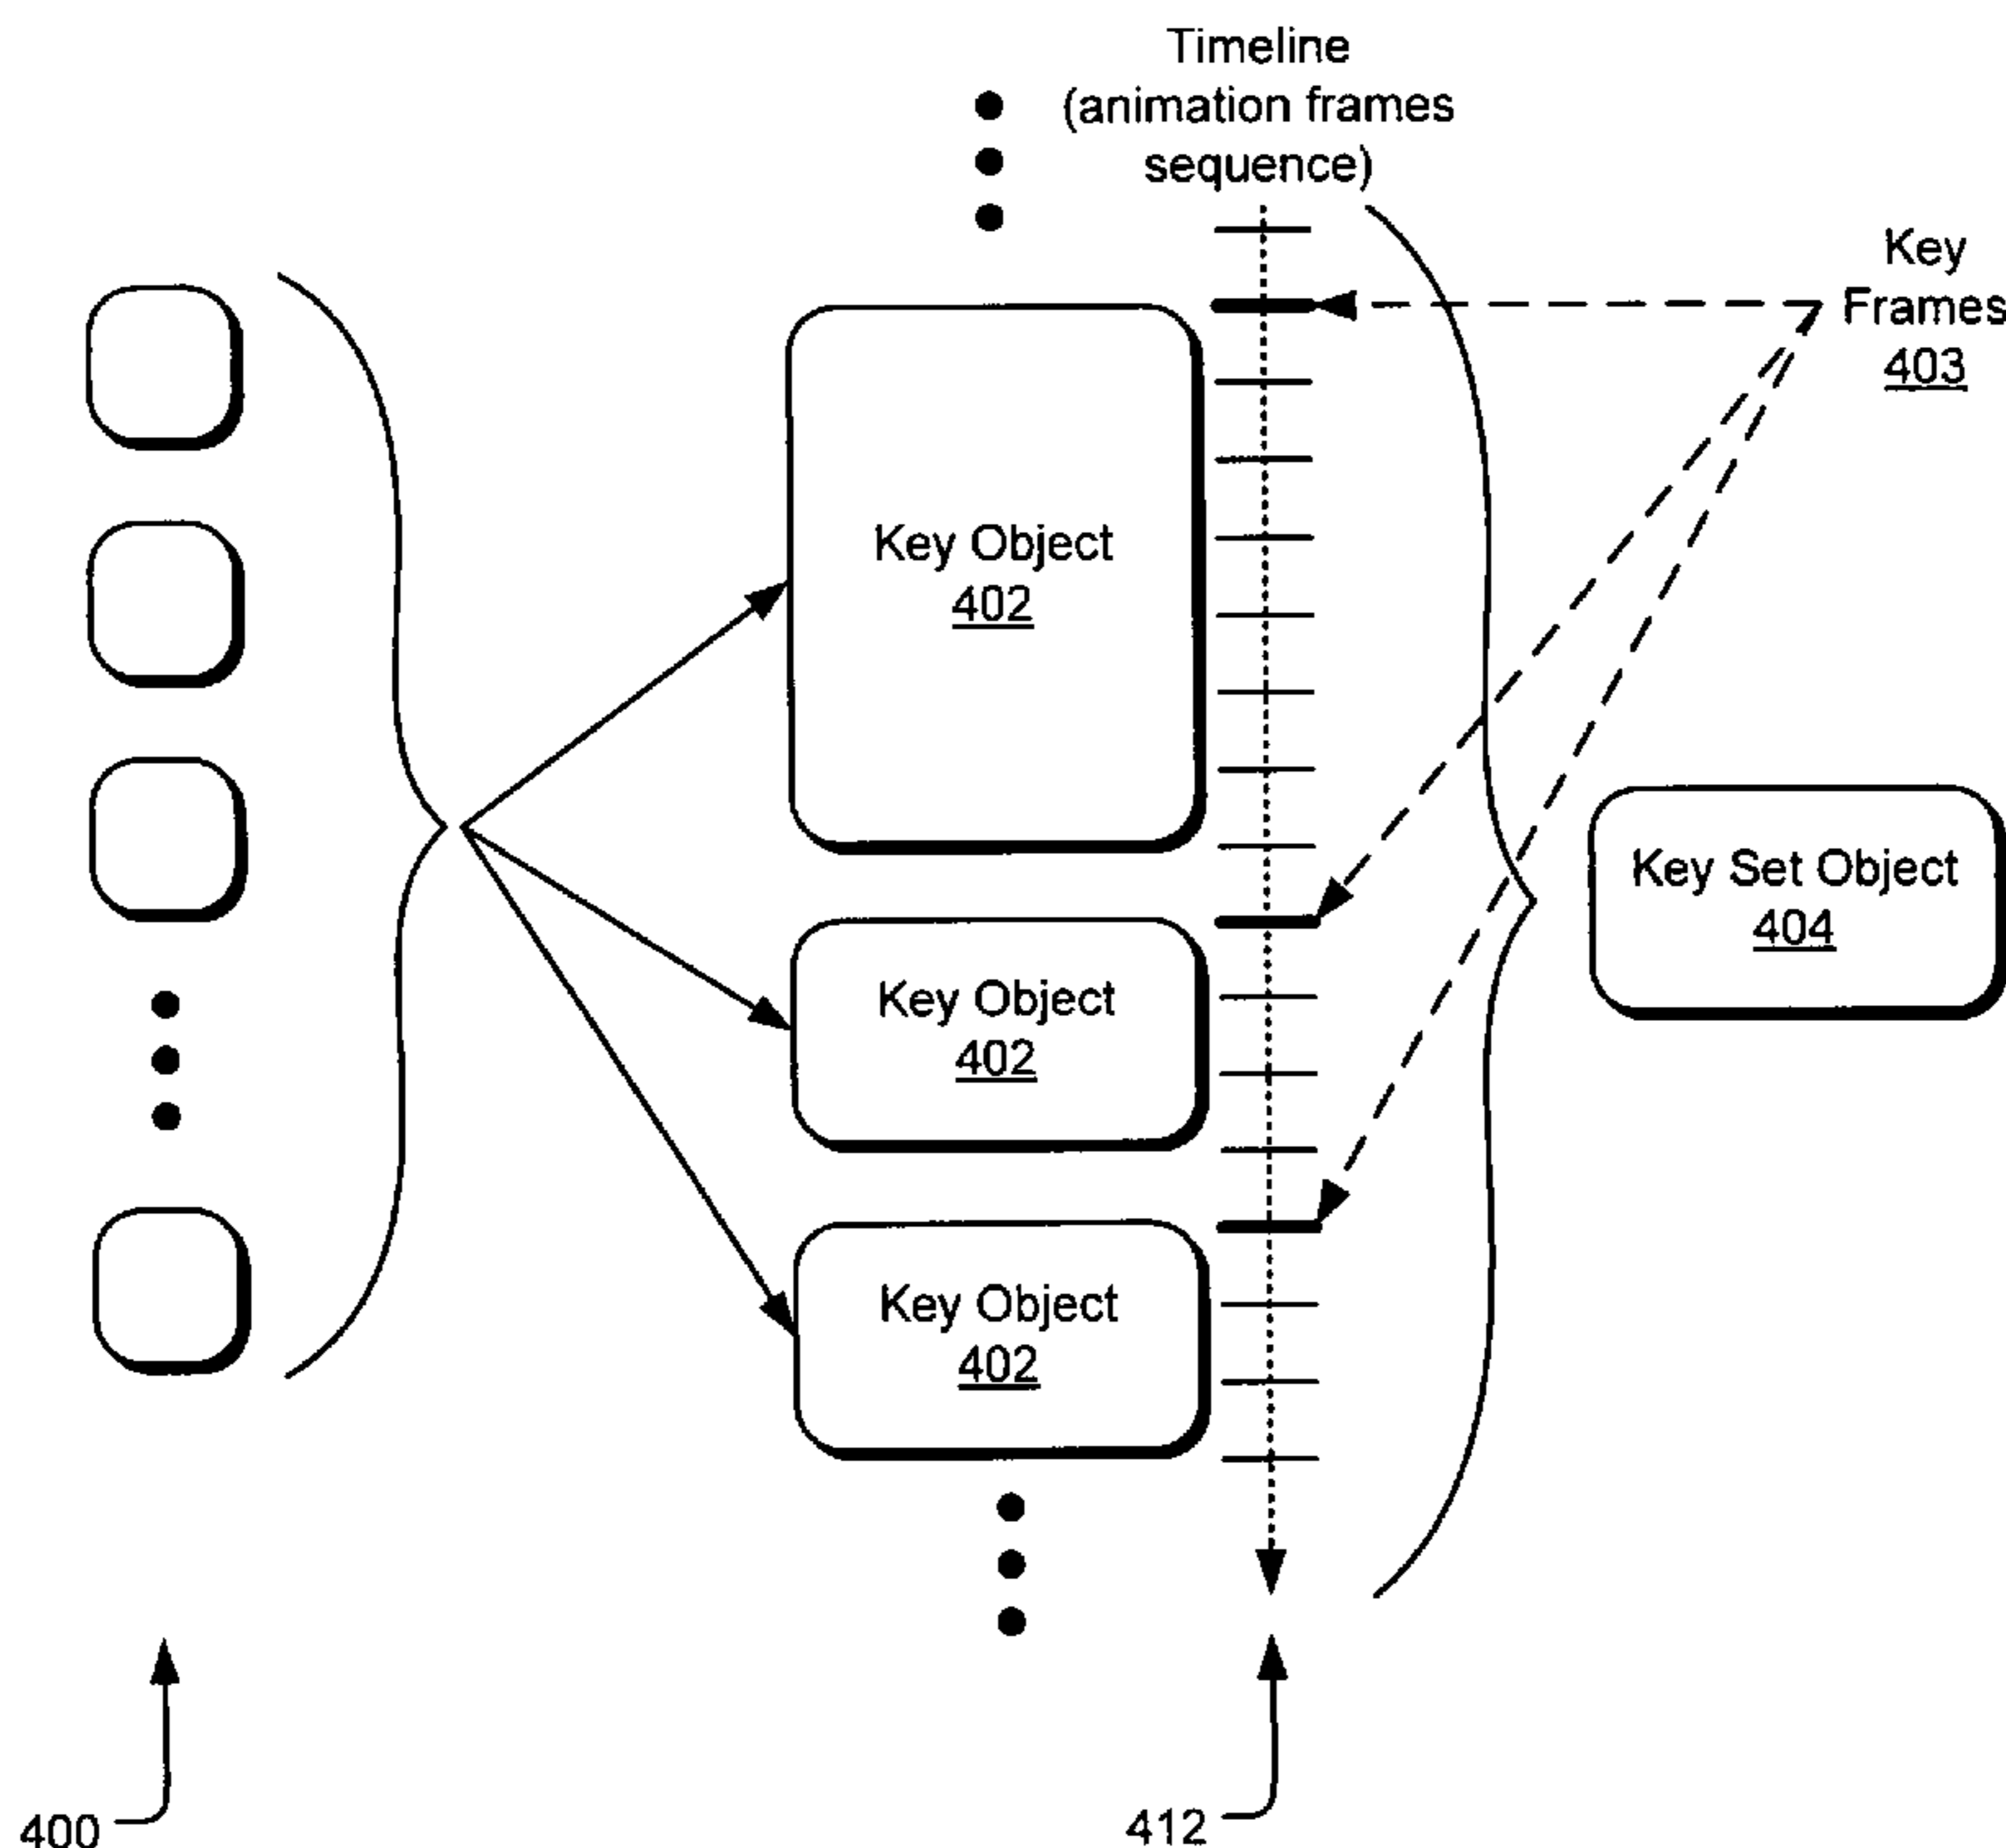 Timeline
(animation frames
sequence)
Key
Frames
403
Key Object
402
Key Set Object
404
Key Object
402
Key Object
402
400
412